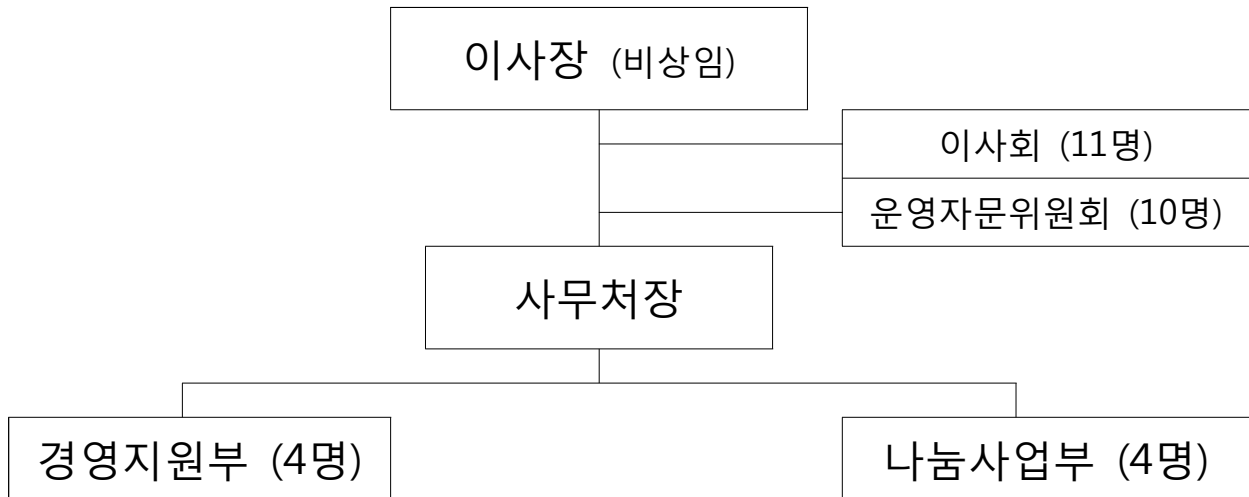 이사장 (비상임)
이사회 (11명)
운영자문위원회 (10명)
사무처장
경영지원부 (4명)
나눔사업부 (4명)